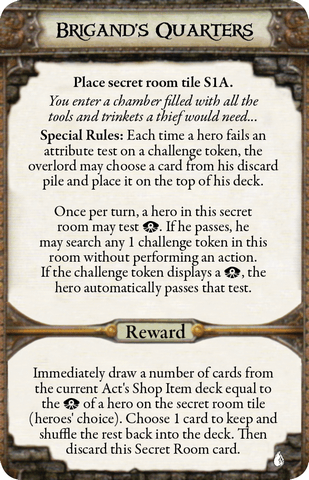 Brigand's Quarters
Place secret room tile S1A.
You enter a chamber filled with all the
tools and trinkets a thief would need...
Special Rules: Each time a hero fails an
attribute test on a challenge token, the
overlord may choose a card from his discard
pile and place it on the top of his deck.
Once per turn, a hero in this secret
room may test . If he passes, he
may search any 1 challenge token in this
room without performing an action.
If the challenge token displays a , the
hero automatically passes that test.
Reward
Immediately draw a number of cards from
the current Act's Shop Item deck equal to
the of a hero on the secret room tile
(heroes' choice). Choose 1 card to keep and
shuffle the rest back into the deck. Then
discard this Secret Room card.